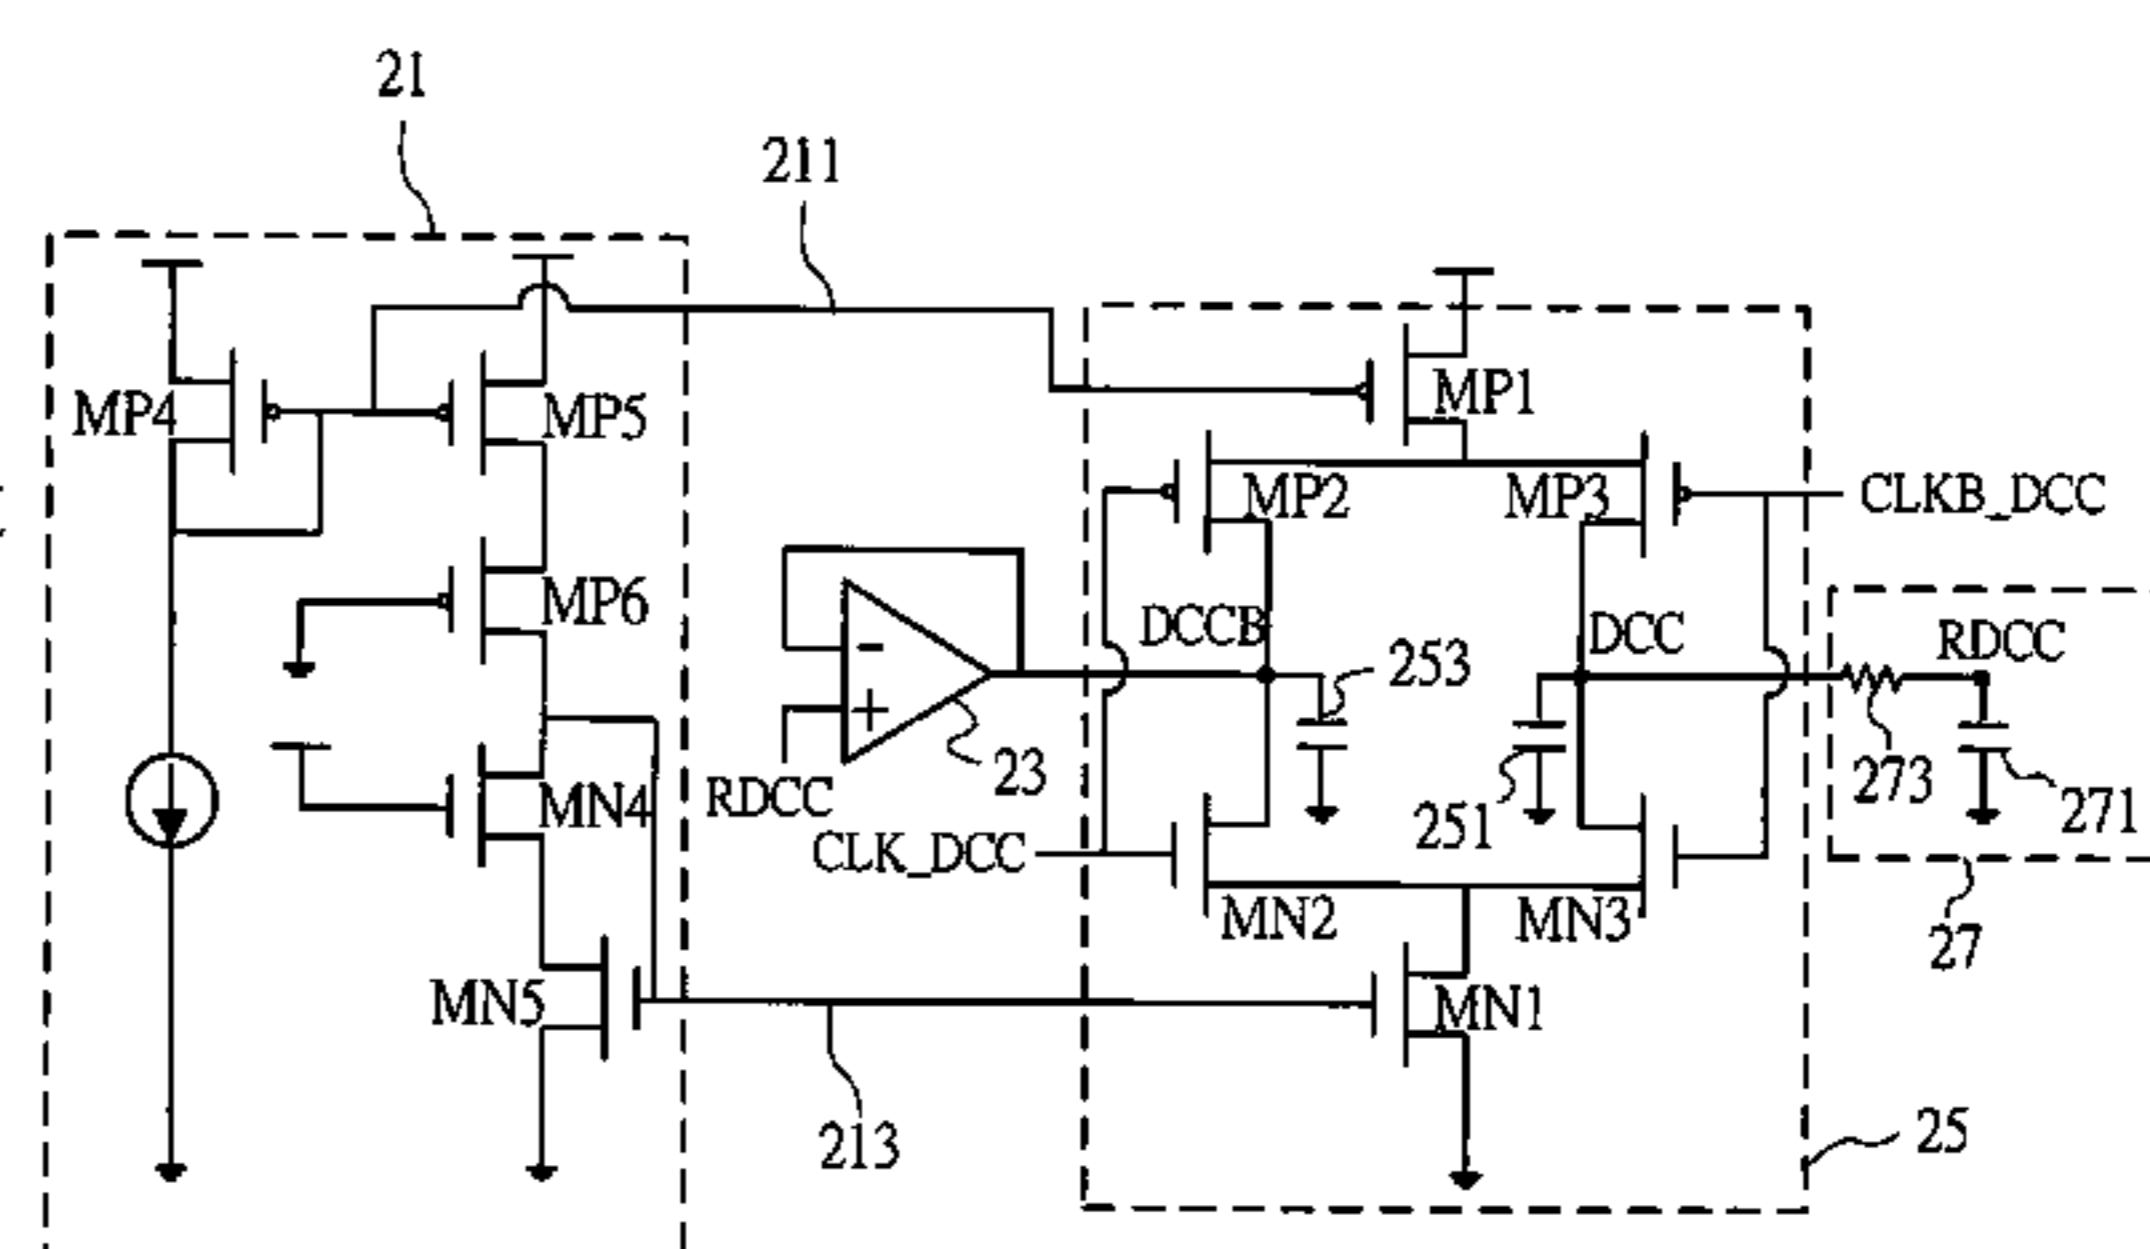 21
211
MP4
MP5
MP1
MP2
MP3
CLKB_DCC
MP6
DCCB
DCC
RDCC
253
-
+
23
273
271
RDCC
MN4
251
CLK_DCC
MN2
MN3
27
MN5
MN1
213
25